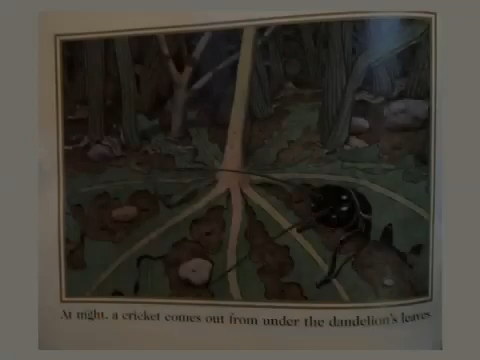 At night, a cricket comes out from under the dandelion's leaves